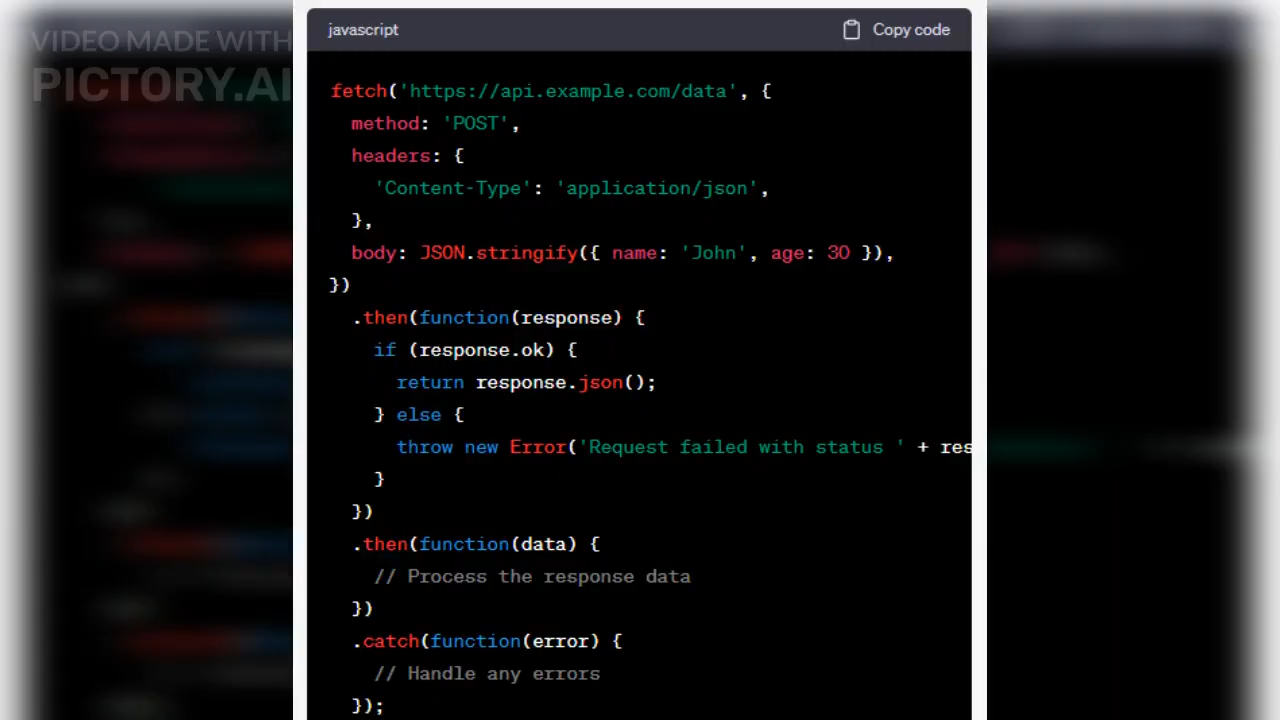 VIDEO MADE WITH
PICTORY.AI
javascript
Copy code
fetch('https://api.example.com/data', {
  method: 'POST',
  headers: {
    'Content-Type': 'application/json',
  },
  body: JSON.stringify({ name: 'John', age: 30 }),
})
  .then(function(response) {
    if (response.ok) {
      return response.json();
    } else {
      throw new Error('Request failed with status ' + res
    }
  })
  .then(function(data) {
    // Process the response data
  })
  .catch(function(error) {
    // Handle any errors
  });